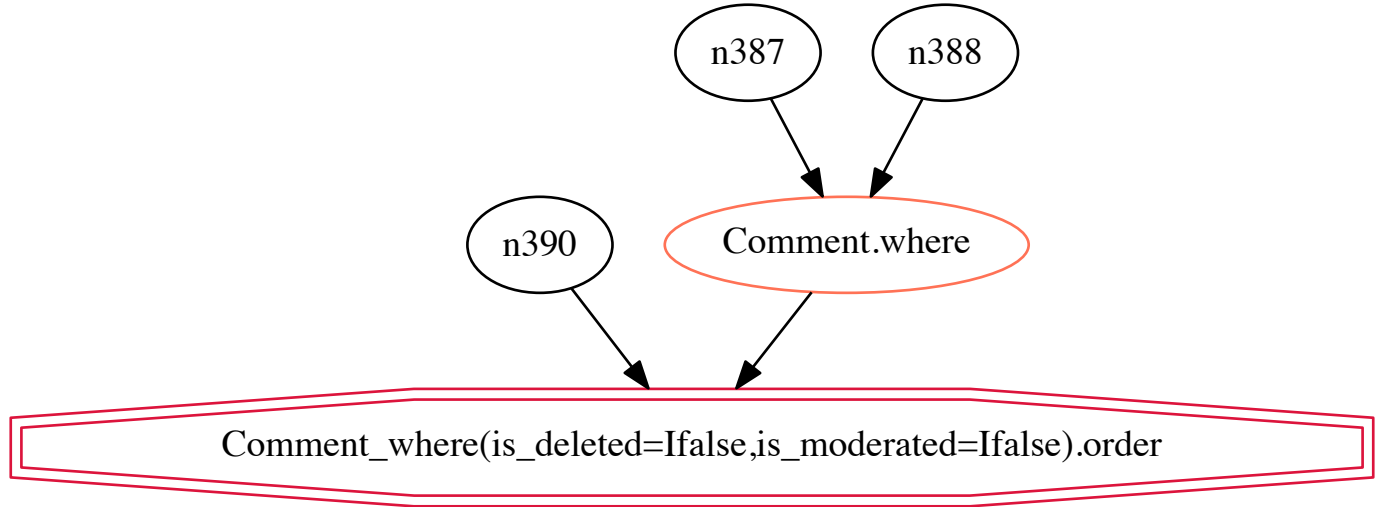 n387
n388
n390
Comment.where
Comment_where(is_deleted=Ifalse,is_moderated=Ifalse).order